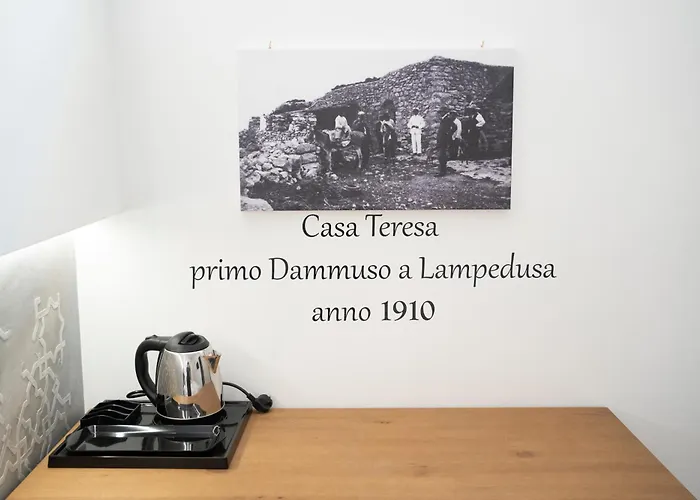 Casa Teresa
primo Dammuso a Lampedusa
anno 1910